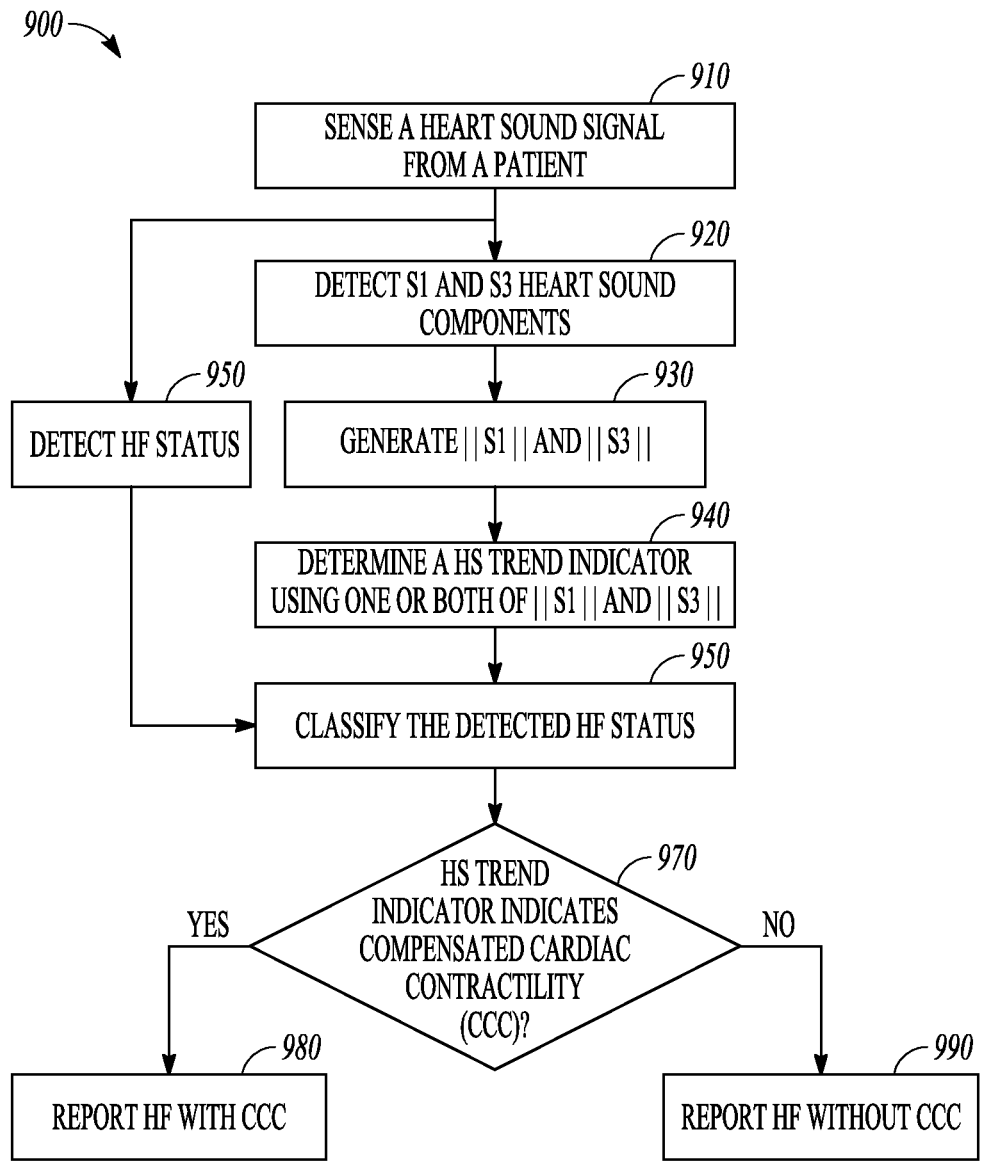 900
910
SENSE A HEART SOUND SIGNAL
FROM A PATIENT
920
DETECT S1 AND S3 HEART SOUND
COMPONENTS
950
DETECT HF STATUS
930
GENERATE || S1 || AND || S3 ||
940
DETERMINE A HS TREND INDICATOR
USING ONE OR BOTH OF || S1 || AND || S3 ||
950
CLASSIFY THE DETECTED HF STATUS
970
HS TREND
INDICATOR INDICATES
COMPENSATED CARDIAC
CONTRACTILITY
(CCC)?
YES
NO
980
REPORT HF WITH CCC
990
REPORT HF WITHOUT CCC